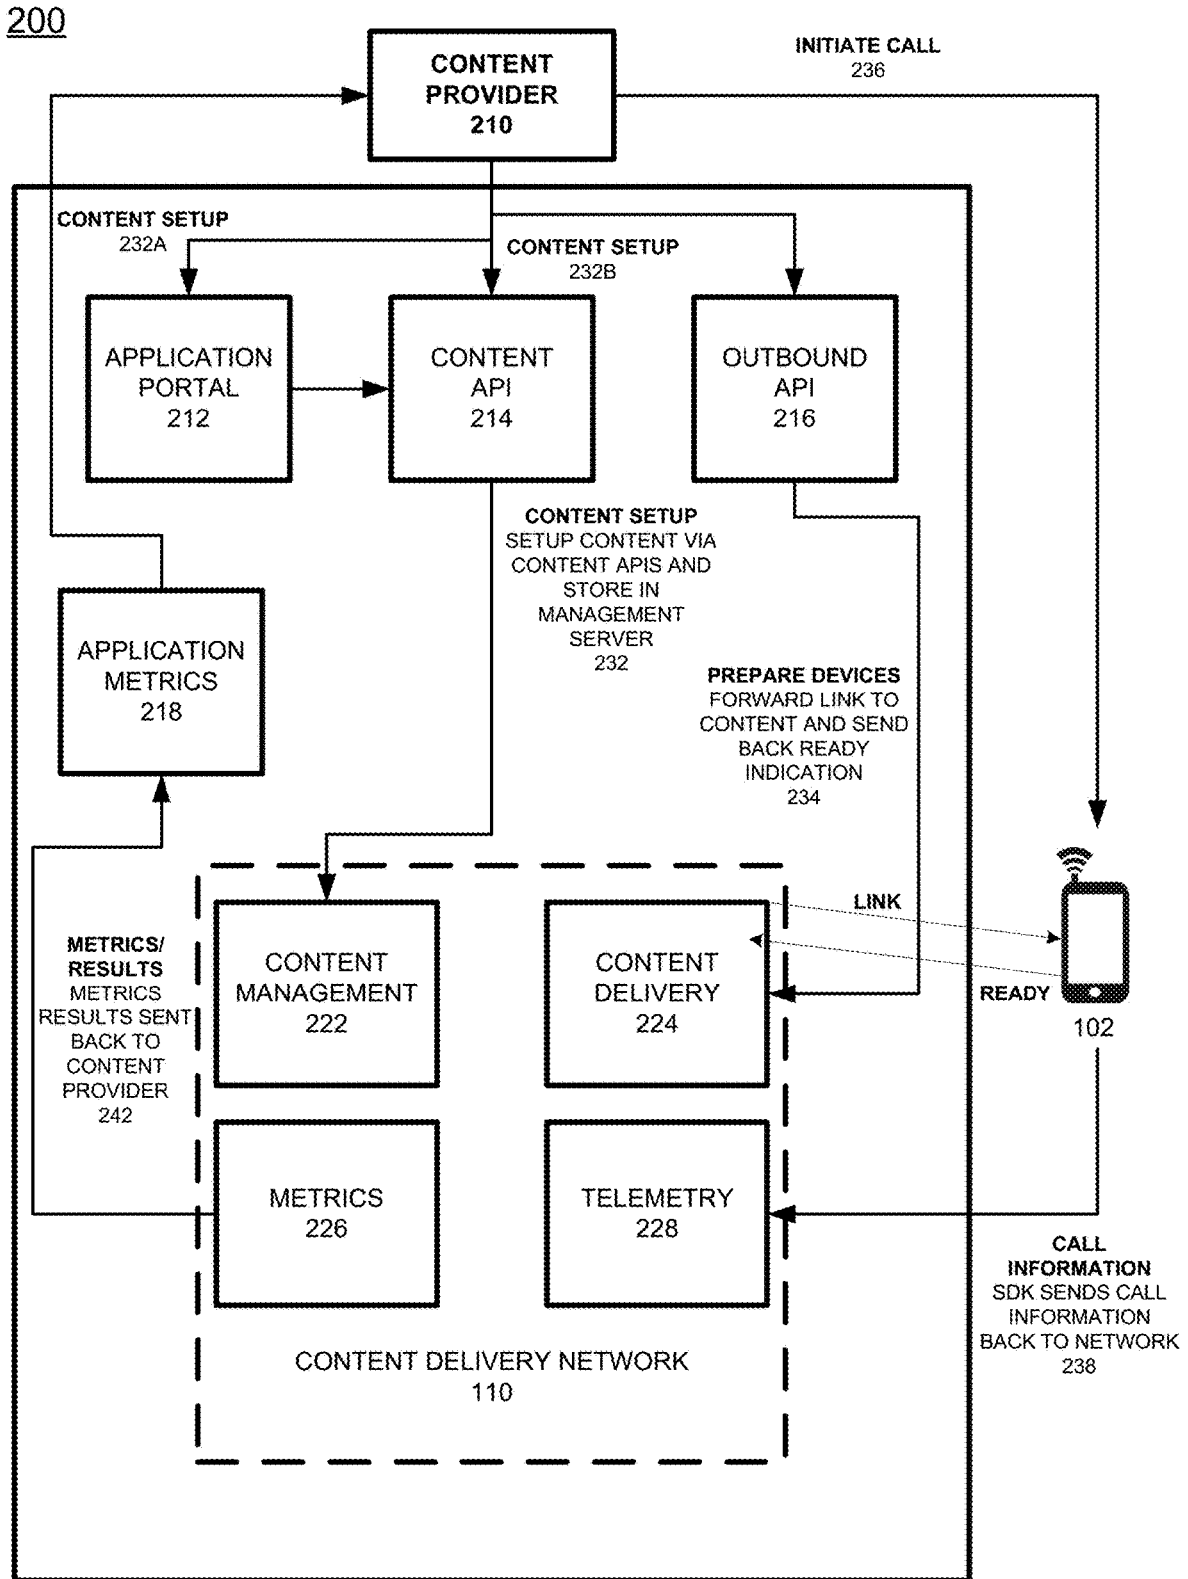 200
CONTENT
PROVIDER
210
INITIATE CALL
236
CONTENT SETUP
232A
CONTENT SETUP
232B
APPLICATION
PORTAL
212
CONTENT
API
214
OUTBOUND
API
216
CONTENT SETUP
SETUP CONTENT VIA
CONTENT APIS AND
STORE IN
MANAGEMENT
SERVER
232
APPLICATION
METRICS
218
PREPARE DEVICES
FORWARD LINK TO
CONTENT AND SEND
BACK READY
INDICATION
234
LINK
READY
102
METRICS/
RESULTS
METRICS
RESULTS SENT
BACK TO
CONTENT
PROVIDER
242
CONTENT
MANAGEMENT
222
CONTENT
DELIVERY
224
METRICS
226
TELEMETRY
228
CALL
INFORMATION
SDK SENDS CALL
INFORMATION
BACK TO NETWORK
238
CONTENT DELIVERY NETWORK
110